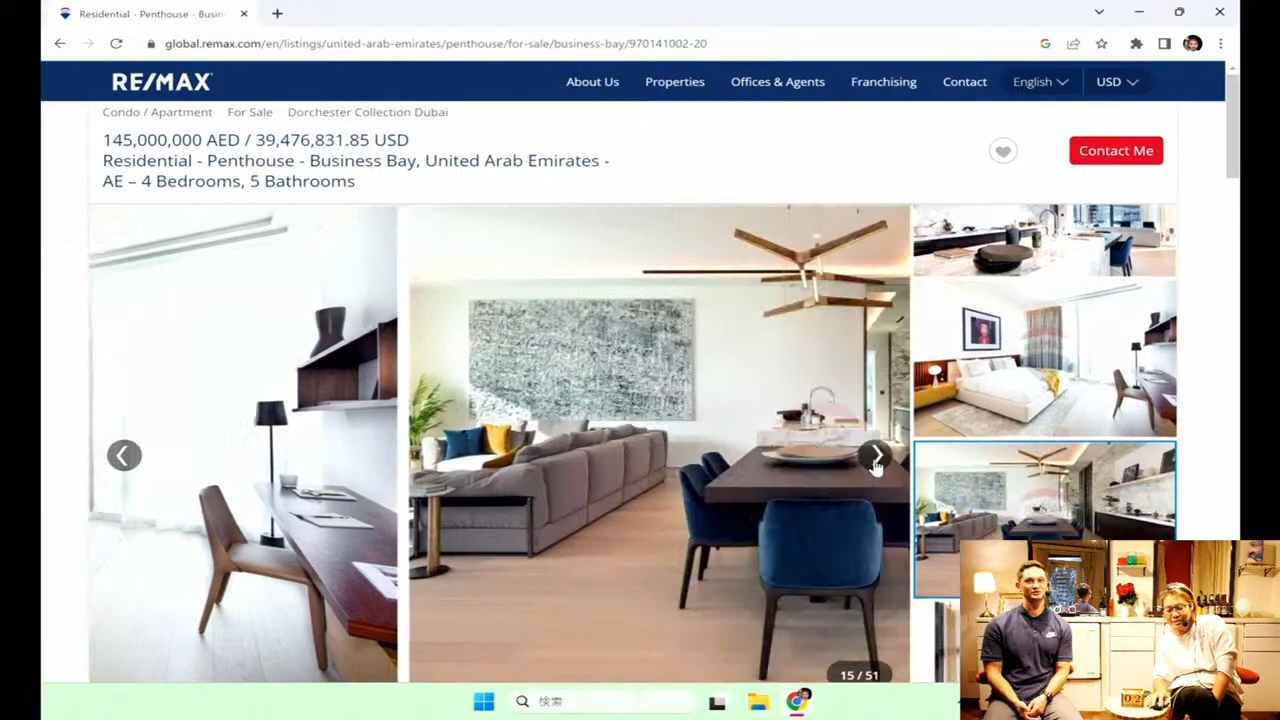 Residential - Penthouse - Busin
global.remax.com/en/listings/united-arab-emirates/penthouse/for-sale/business-bay/970141002-20
RE/MAX
About Us
Properties
Offices & Agents
Franchising
Contact
English
USD
Condo / Apartment
For Sale
Dorchester Collection Dubai
145,000,000 AED / 39,476,831.85 USD
Residential - Penthouse - Business Bay, United Arab Emirates -
AE – 4 Bedrooms, 5 Bathrooms
Contact Me
15 / 51
検索
02